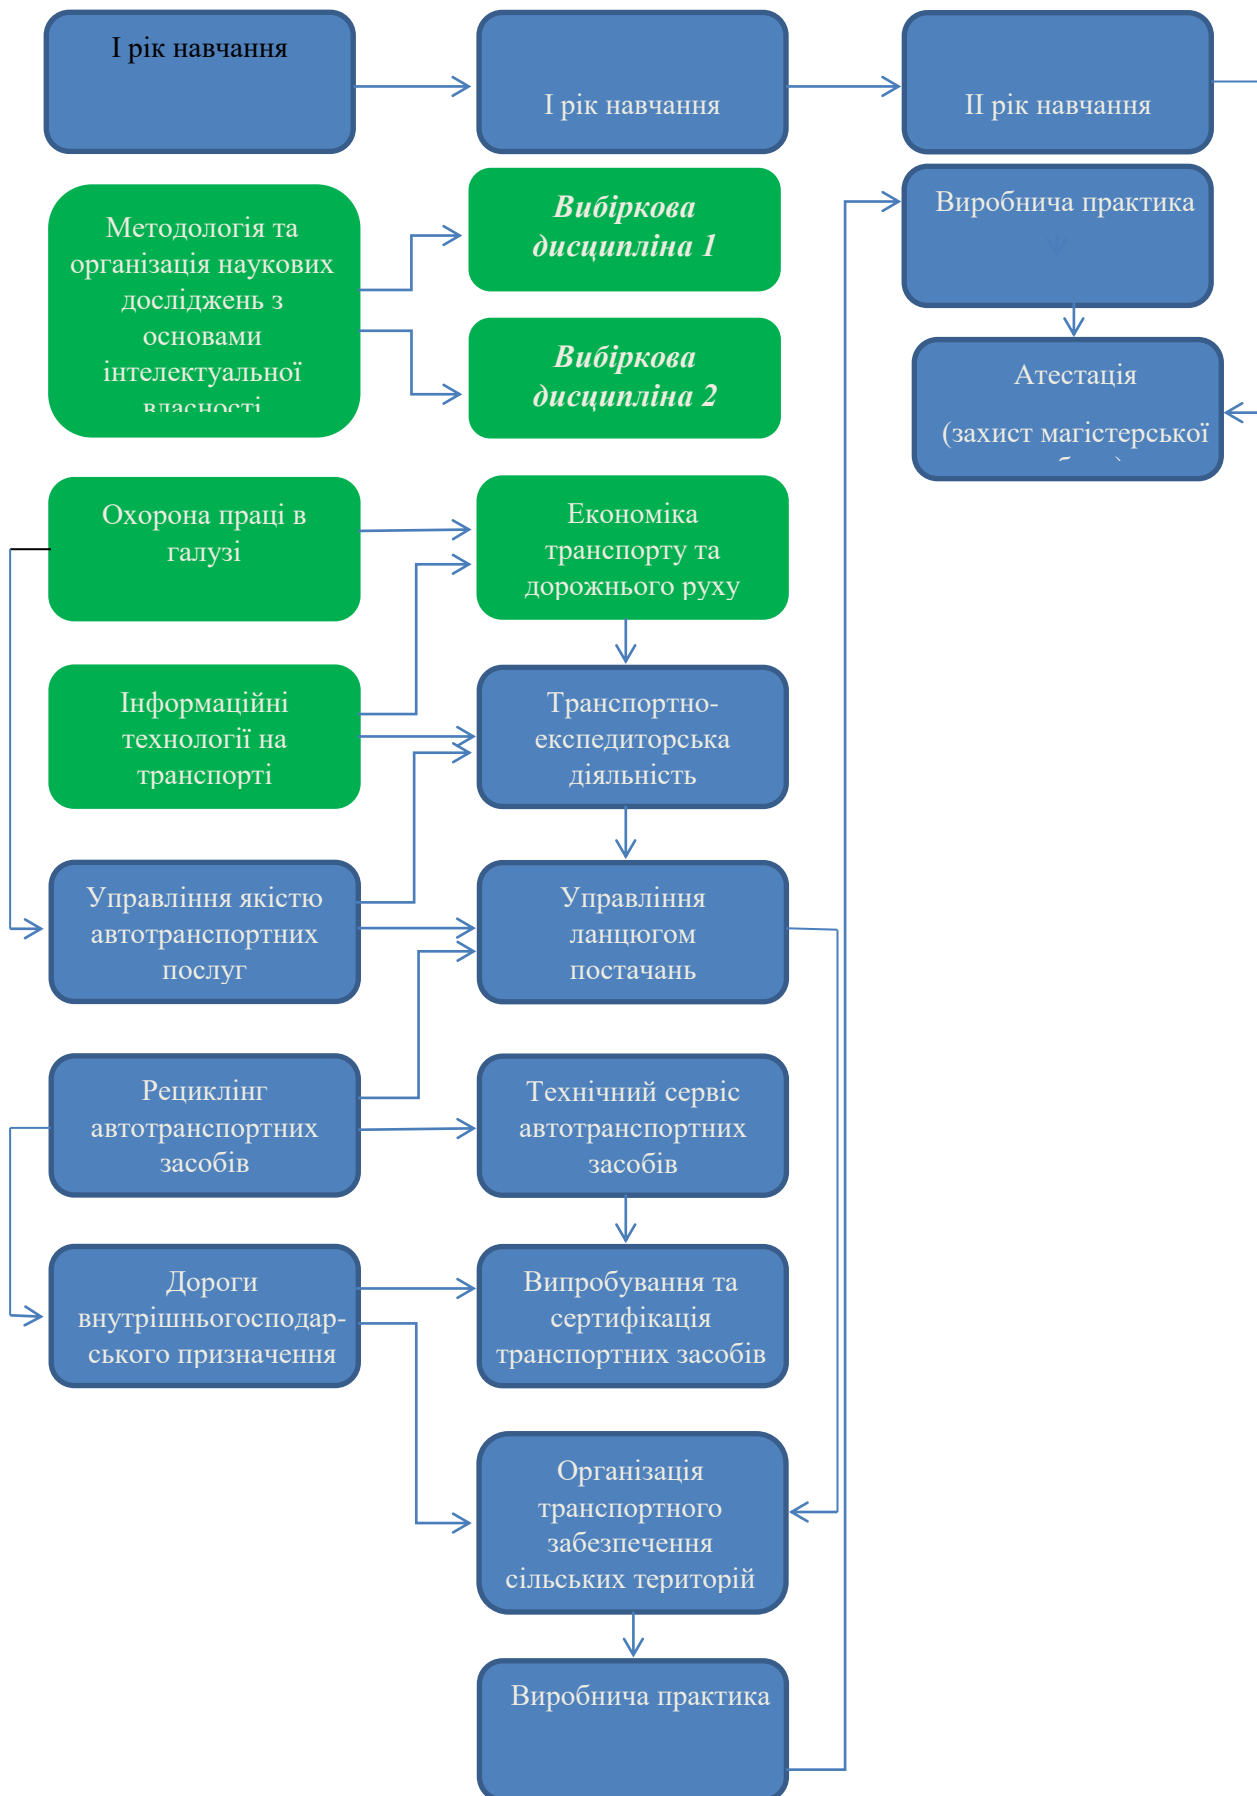 І рік навчання
І рік навчання
ІІ рік навчання
Методологія та
організація наукових
досліджень з
основами
інтелектуальної
власності
Вибіркова
дисципліна 1
Вибіркова
дисципліна 2
Виробнича практика
Атестація
(захист магістерської
Охорона праці в
галузі
Економіка
транспорту та
дорожнього руху
Інформаційні
технології на
транспорті
Транспортно-
експедиторська
діяльність
Управління якістю
автотранспортних
послуг
Управління
ланцюгом
постачань
Рециклінг
автотранспортних
засобів
Технічний сервіс
автотранспортних
засобів
Дороги
внутрішньогосподар-
ського призначення
Випробування та
сертифікація
транспортних засобів
Організація
транспортного
забезпечення
сільських територій
Виробнича практика